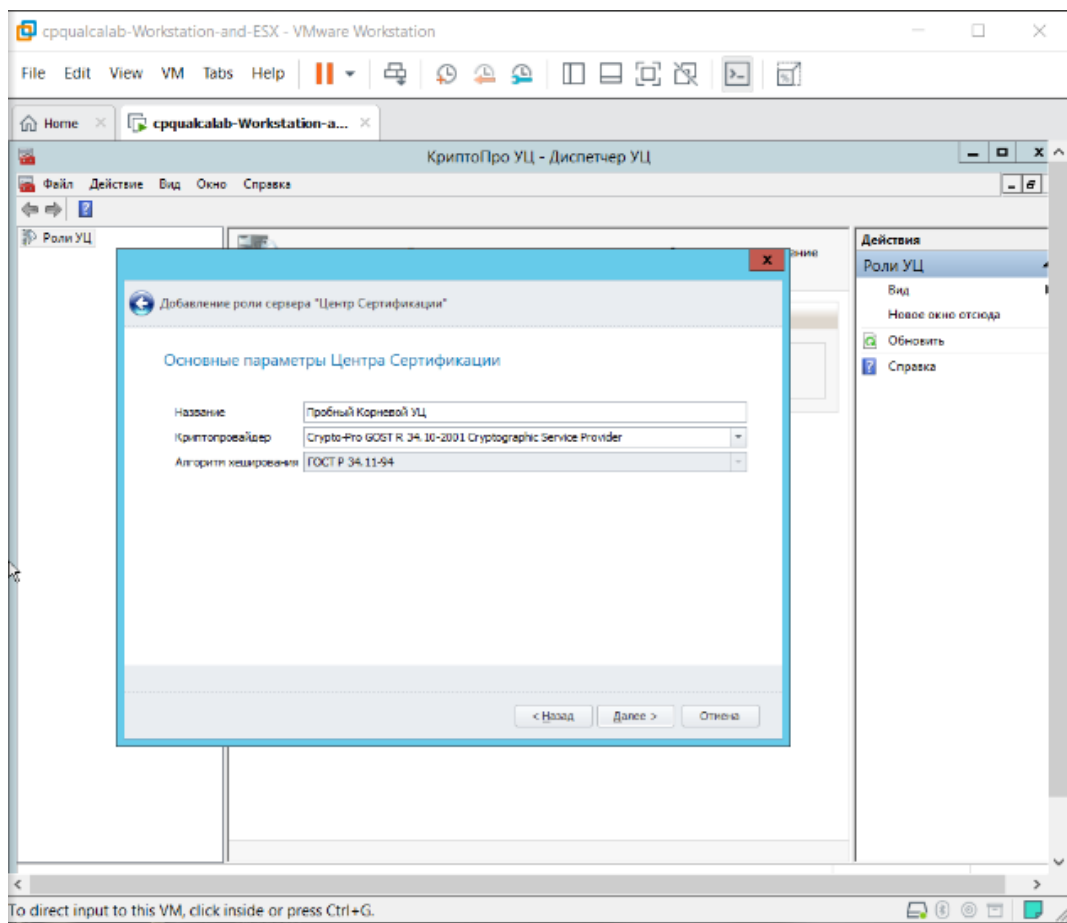 cpqualcalab-Workstation-and-ESX - VMware Workstation
File Edit View VM Tabs Help
Home cpqualcalab-Workstation-a...
КриптоПро УЦ - Диспетчер УЦ
Файл Действие Вид Окно Справка
Роли УЦ
ение
Действия
Роли УЦ
Вид
Новое окно отсюда
Обновить
Справка
Добавление роли сервера "Центр Сертификации"
Основные параметры Центра Сертификации
Название Пробный Корневой УЦ
Криптопровайдер Crypto-Pro GOST R 34.10-2001 Cryptographic Service Provider
Алгоритм хеширования ГОСТ Р 34.11-94
< Назад Далее > Отмена
To direct input to this VM, click inside or press Ctrl+G.